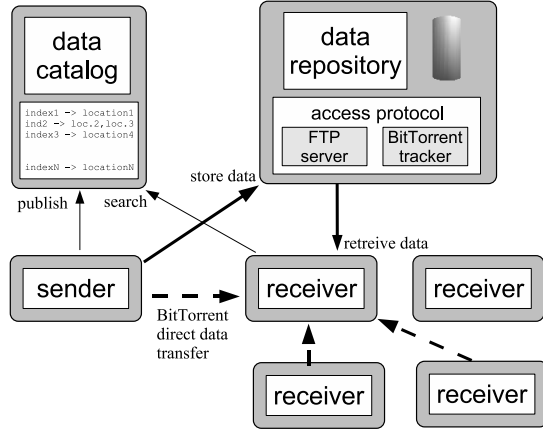 data
catalog
index1 -> location1
ind2 -> loc.2,loc.3
index3 -> location4
indexN -> locationN
data
repository
access protocol
FTP
server
BitTorrent
tracker
store data
publish
search
retreive data
sender
receiver
receiver
BitTorrent
direct data
transfer
receiver
receiver